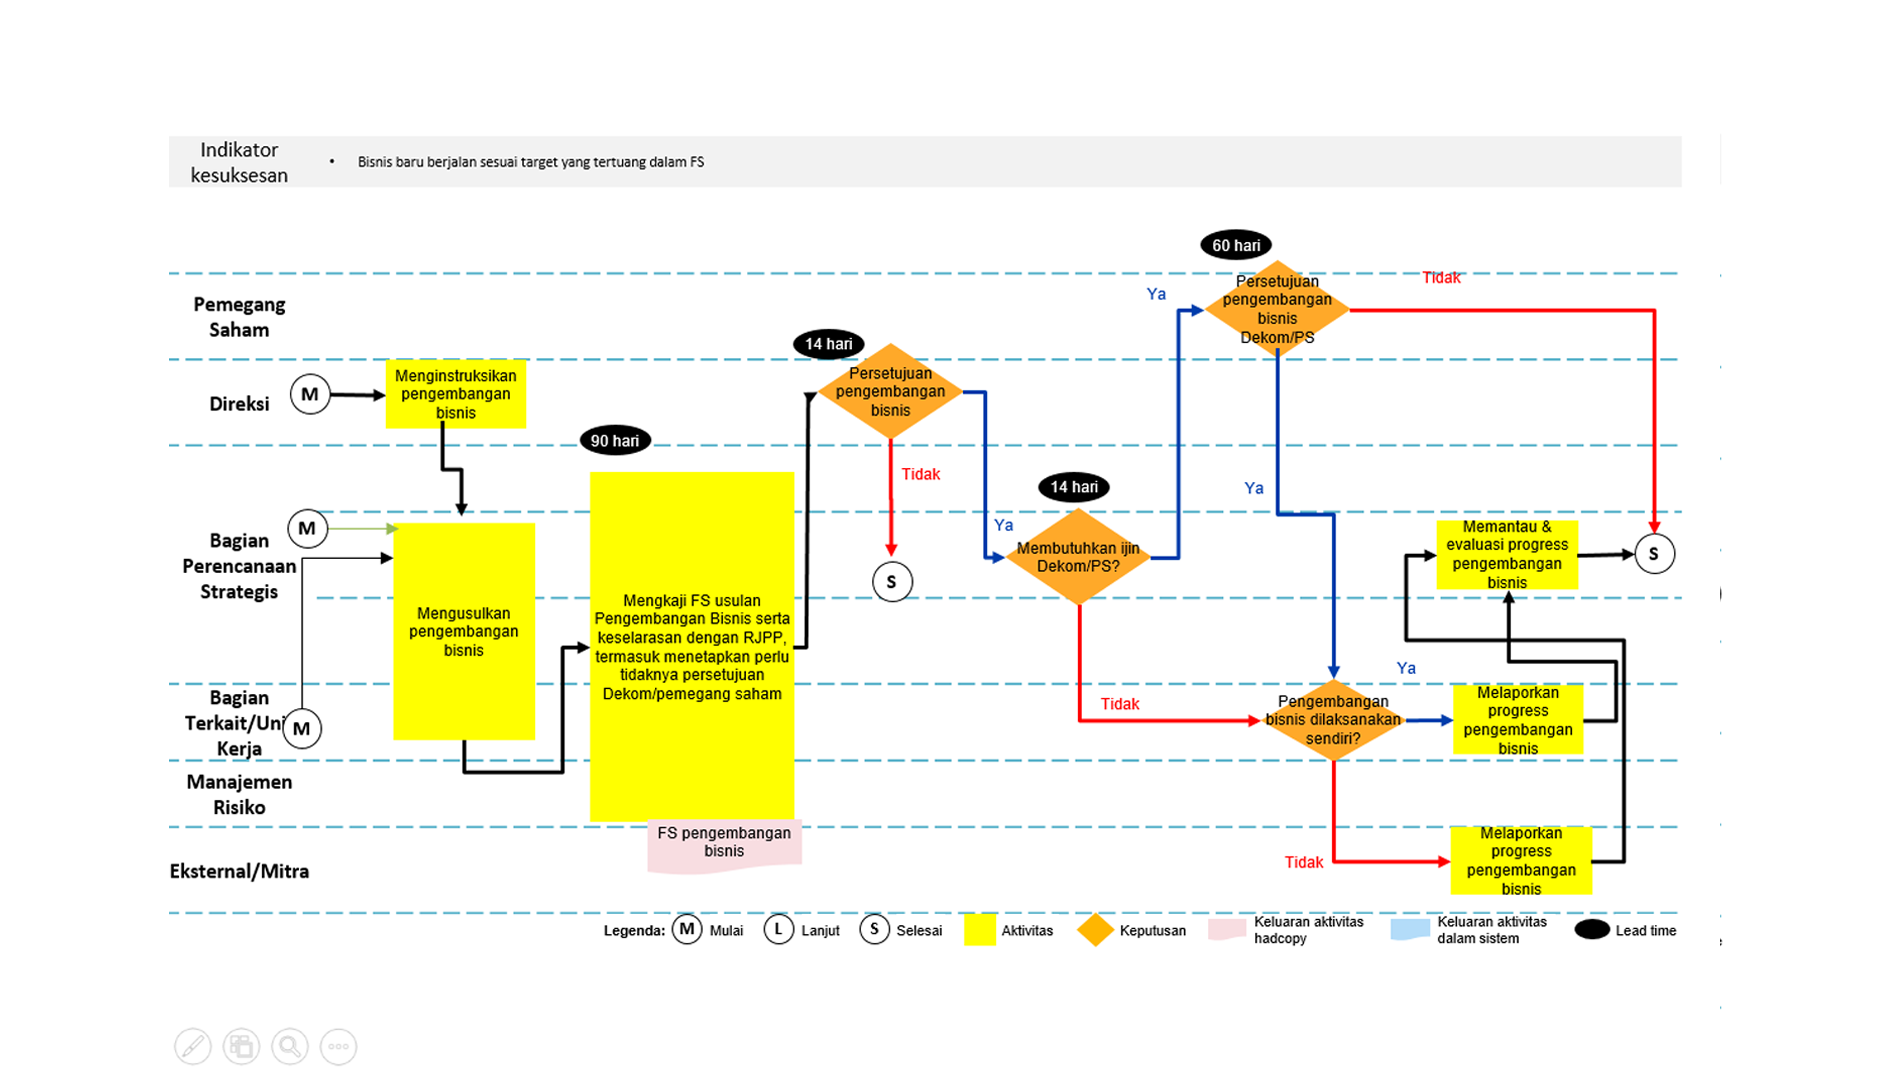 Indikator
kesuksesan
• Bisnis baru berjalan sesuai target yang tertuang dalam FS
60 hari
Pemegang
Saham
Persetujuan
pengembangan
bisnis
Dekom/PS
Ya
Tidak
14 hari
Direksi
M
Menginstruksikan
pengembangan
bisnis
Persetujuan
pengembangan
bisnis
90 hari
Tidak
14 hari
Ya
Ya
Bagian
Perencanaan
Strategis
M
Mengusulkan
pengembangan
bisnis
Mengkaji FS usulan
Pengembangan Bisnis serta
keselarasan dengan RJPP,
termasuk menetapkan perlu
tidaknya persetujuan
Dekom/pemegang saham
S
Membutuhkan ijin
Dekom/PS?
Memantau &
evaluasi progress
pengembangan
bisnis
S
Bagian
Terkait/Uni
Kerja
M
Tidak
Pengembangan
bisnis dilaksanakan
sendiri?
Ya
Melaporkan
progress
pengembangan
bisnis
Manajemen
Risiko
FS pengembangan
bisnis
Eksternal/Mitra
Tidak
Melaporkan
progress
pengembangan
bisnis
Legenda: M Mulai L Lanjut S Selesai Aktivitas Keputusan Keluaran aktivitas
hadcopy Keluaran aktivitas
dalam sistem Lead time